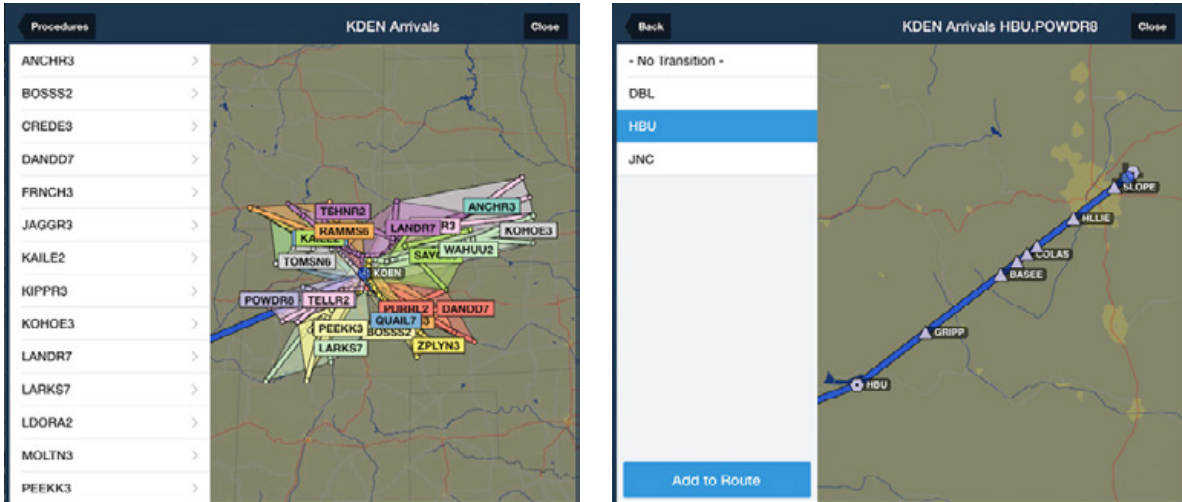 Procedures
KDEN Arrivals
Close
ANCHR3
BOSSS2
CREDE3
DANDD7
FRNCH3
JAGGR3
KAILE2
KIPPR3
KOHOE3
LANDR7
LARKS7
LDORA2
MOLTN3
PEEKK3
TSHNR2
RAMMS6
LANDR7
ANCHR3
KOHOE3
WAHUU2
TOMSN6
KDEN
POWDR8
TELLR2
PURRL2
DANDD7
QUAIL7
PEEKK3
BOSSS2
LARKS7
ZPLYN3
Back
KDEN Arrivals HBU.POWDR8
Close
- No Transition -
DBL
HBU
JNC
Add to Route
SLOPE
HLLIE
COLAS
BASEE
GRIPP
HBU